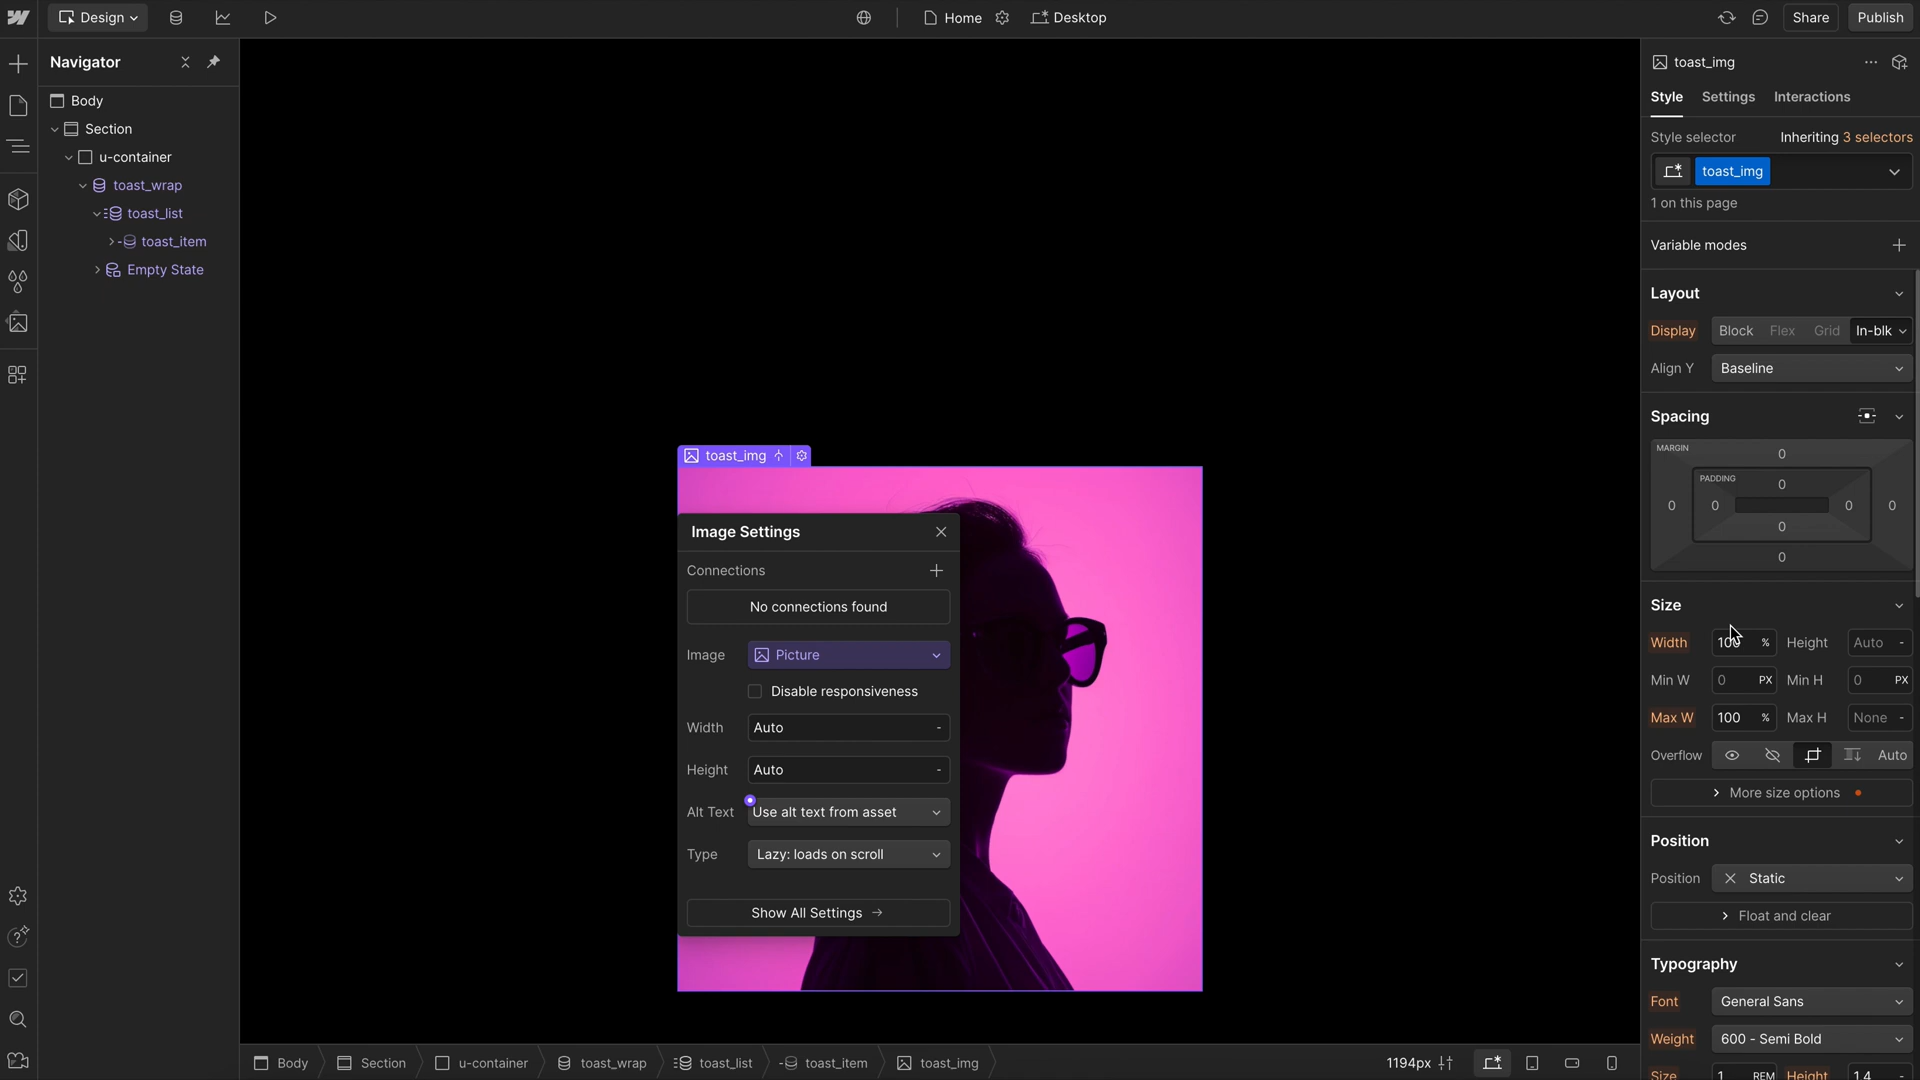 Design
Home
Desktop
Share
Publish
Navigator
Body
Section
u-container
toast_wrap
toast_list
toast_item
Empty State
toast_img
Image Settings
Connections
No connections found
Image
Picture
Disable responsiveness
Width
Auto
-
Height
Auto
-
Alt Text
Use alt text from asset
Type
Lazy: loads on scroll
Show All Settings
toast_img
Style
Settings
Interactions
Style selector
Inheriting 3 selectors
toast_img
1 on this page
Variable modes
Layout
Display
Block
Flex
Grid
In-blk
Align Y
Baseline
Spacing
MARGIN
0
PADDING
0
0
0
0
0
0
0
Size
Width
100
%
Height
Auto
-
Min W
0
PX
Min H
0
PX
Max W
100
%
Max H
None
-
Overflow
Auto
More size options
Position
Position
Static
Float and clear
Typography
Font
General Sans
Weight
600 - Semi Bold
Size
1
REM
Height
1.4
-
Body
Section
u-container
toast_wrap
toast_list
toast_item
toast_img
1194px